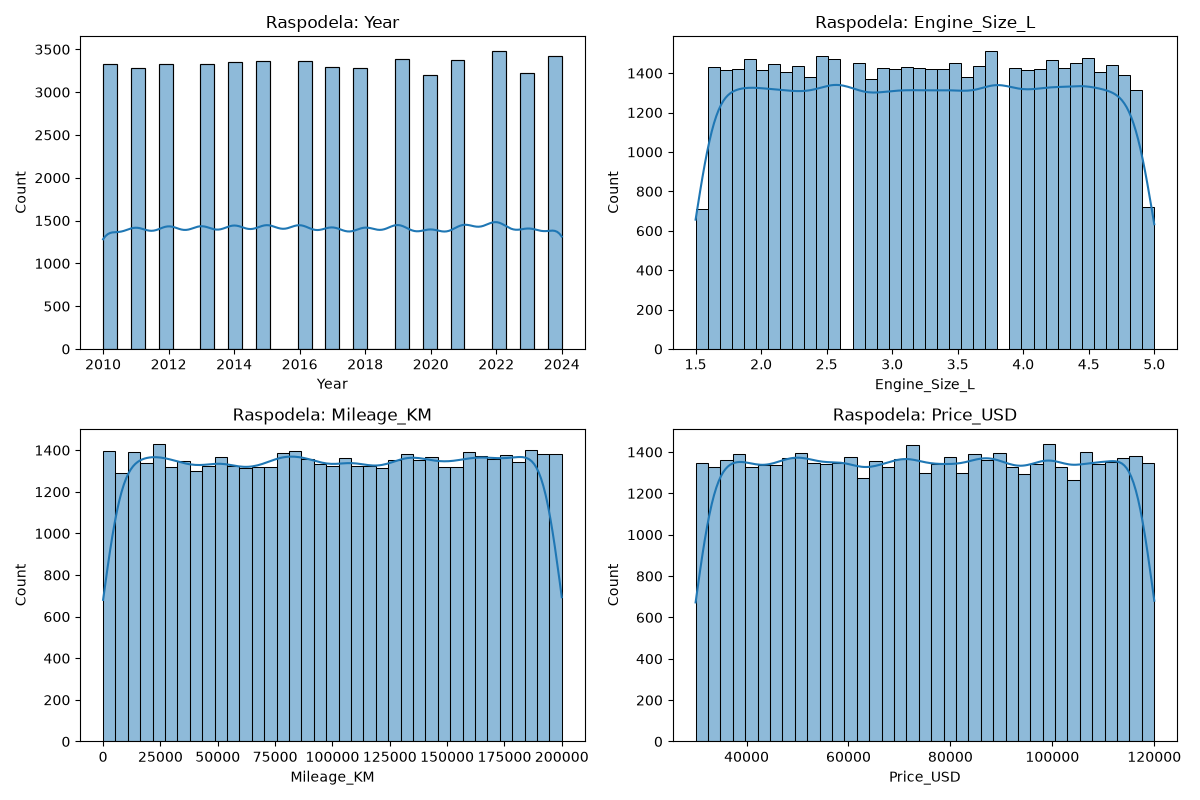 Raspodela: Year
3500
3000
2500
2000
1500
1000
500
0
Count
2010 2012 2014 2016 2018 2020 2022 2024
Year
Raspodela: Engine_Size_L
1400
1200
1000
800
600
400
200
0
Count
1.5 2.0 2.5 3.0 3.5 4.0 4.5 5.0
Engine_Size_L
Raspodela: Mileage_KM
1400
1200
1000
800
600
400
200
0
Count
0 25000 50000 75000 100000 125000 150000 175000 200000
Mileage_KM
Raspodela: Price_USD
1400
1200
1000
800
600
400
200
0
Count
40000 60000 80000 100000 120000
Price_USD